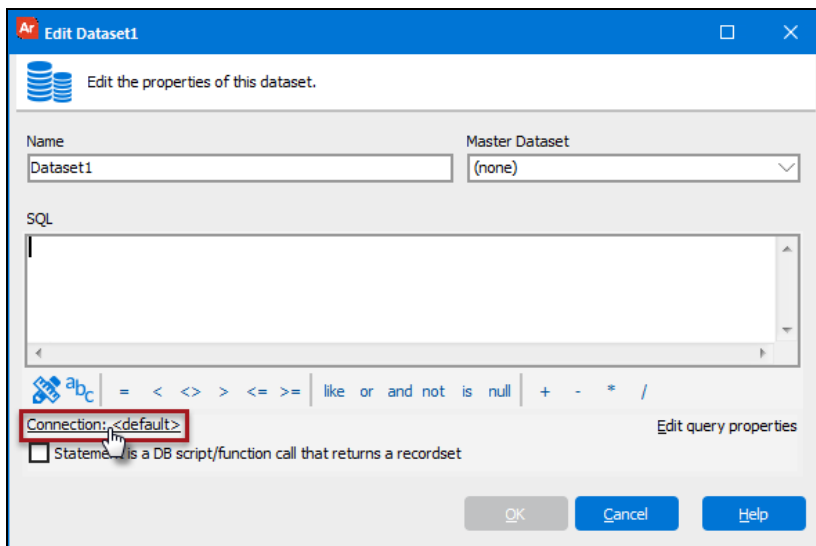 Ar Edit Dataset1
Edit the properties of this dataset.
Name Master Dataset
Dataset1 (none)
SQL
abc = < <> > <= >= like or and not is null + - * /
Connection: <default> Edit query properties
Statement is a DB script/function call that returns a recordset
OK Cancel Help